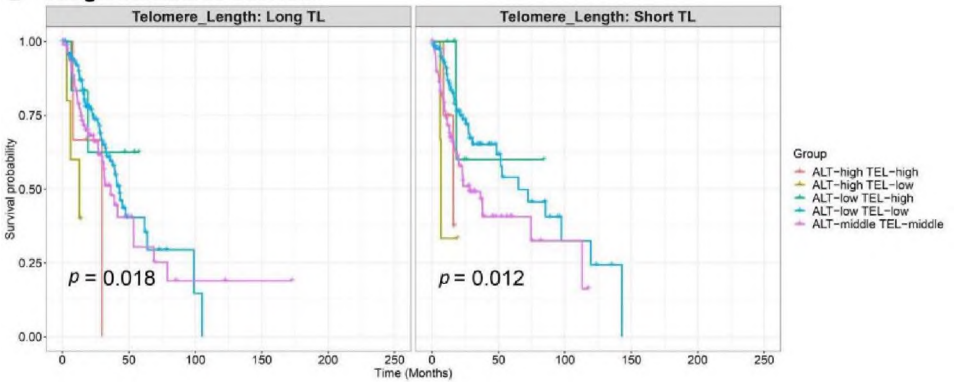 Telomere_Length: Long TL
Telomere_Length: Short TL
1.00
0.75
0.50
0.25
0.00
Survival probability
p = 0.018
p = 0.012
0 50 100 150 200 250
0 50 100 150 200 250
Time (Months)
Group
ALT-high TEL-high
ALT-high TEL-low
ALT-low TEL-high
ALT-low TEL-low
ALT-middle TEL-middle